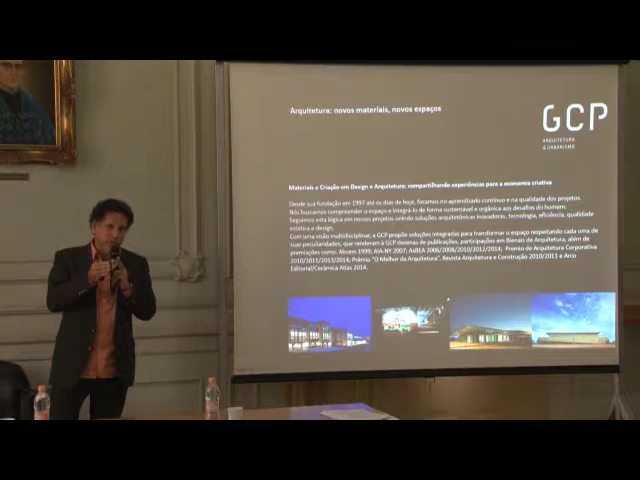 Arquitetura: novos materiais, novos espaços
GCP
ARQUITETURA
& URBANISMO
Materiais e Criação em Design e Arquitetura: compartilhando experiências para a economia criativa
Desde sua fundação em 1997 até os dias de hoje, focamos no aprendizado contínuo e na qualidade dos projetos.
Nós buscamos compreender o espaço e integrá-lo de forma sustentável e orgânica aos desafios do homem.
Seguimos esta lógica em nossos projetos unindo soluções arquitetônicas inovadoras, tecnologia, eficiência, qualidade
estética e design.
Com uma visão multidisciplinar, a GCP propõe soluções integradas para transformar o espaço respeitando cada uma de
suas peculiaridades, que renderam à GCP dezenas de publicações, participações em Bienais de Arquitetura, além de
premiações como: Abcem 1999; AIA-NY 2007; AsBEA 2006/2009/2010/2012/2014; Premio de Arquitetura Corporativa
2010/2011/2013/2014; Prêmio "O Melhor da Arquitetura", Revista Arquitetura e Construção 2010/2011 e Arco
Editorial/Cerâmica Atlas 2014.